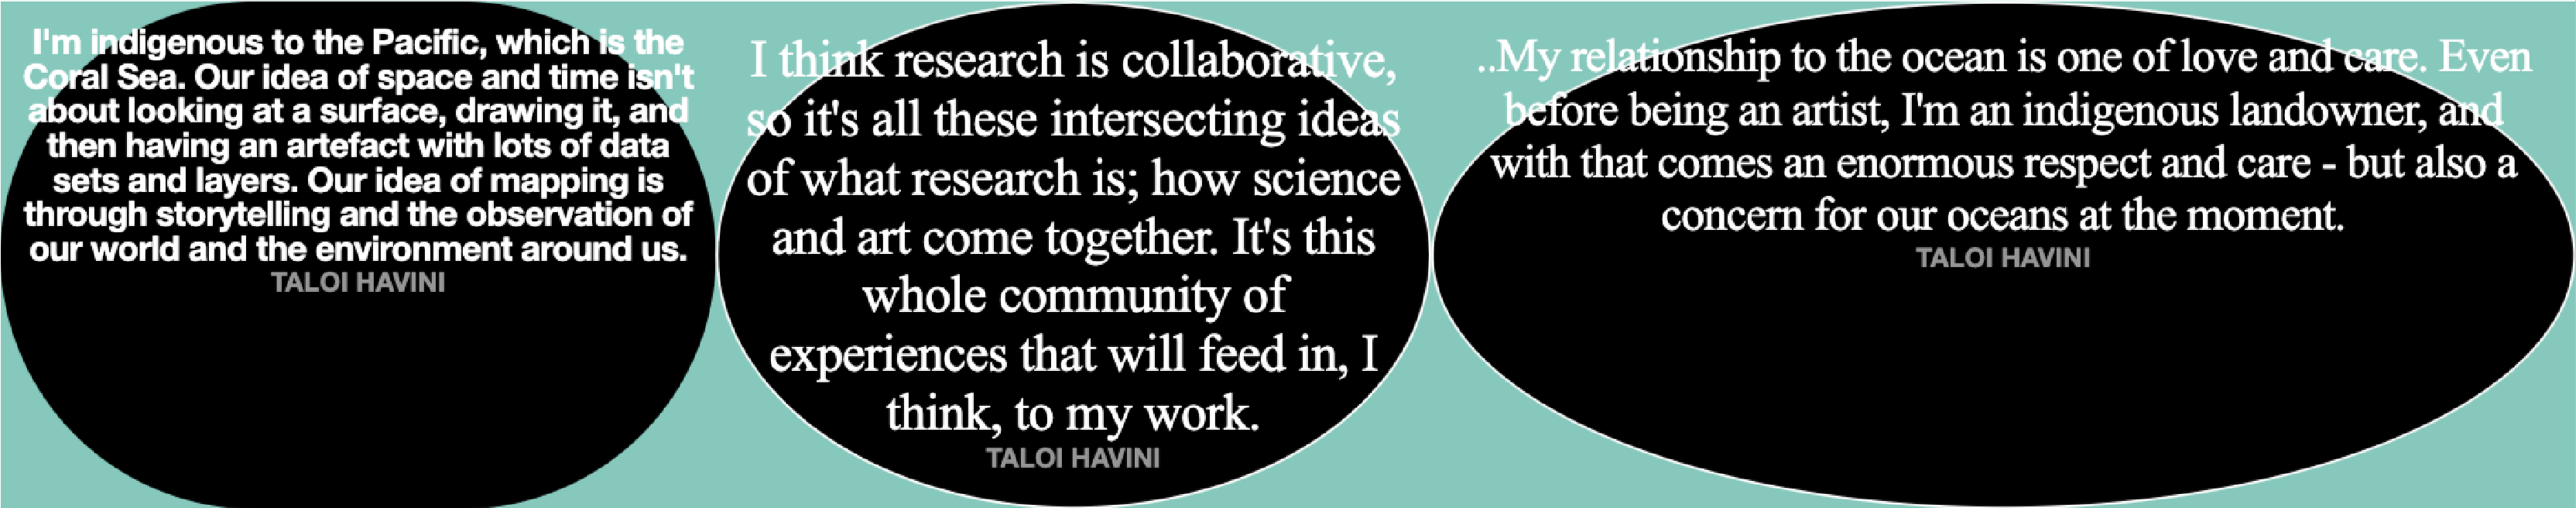 I'm indigenous to the Pacific, which is the
Coral Sea. Our idea of space and time isn't
about looking at a surface, drawing it, and
then having an artefact with lots of data
sets and layers. Our idea of mapping is
through storytelling and the observation of
our world and the environment around us.
TALOI HAVINI
I think research is collaborative,
so it's all these intersecting ideas
of what research is; how science
and art come together. It's this
whole community of
experiences that will feed in, I
think, to my work.
TALOI HAVINI
..My relationship to the ocean is one of love and care. Even
before being an artist, I'm an indigenous landowner, and
with that comes an enormous respect and care - but also a
concern for our oceans at the moment.
TALOI HAVINI